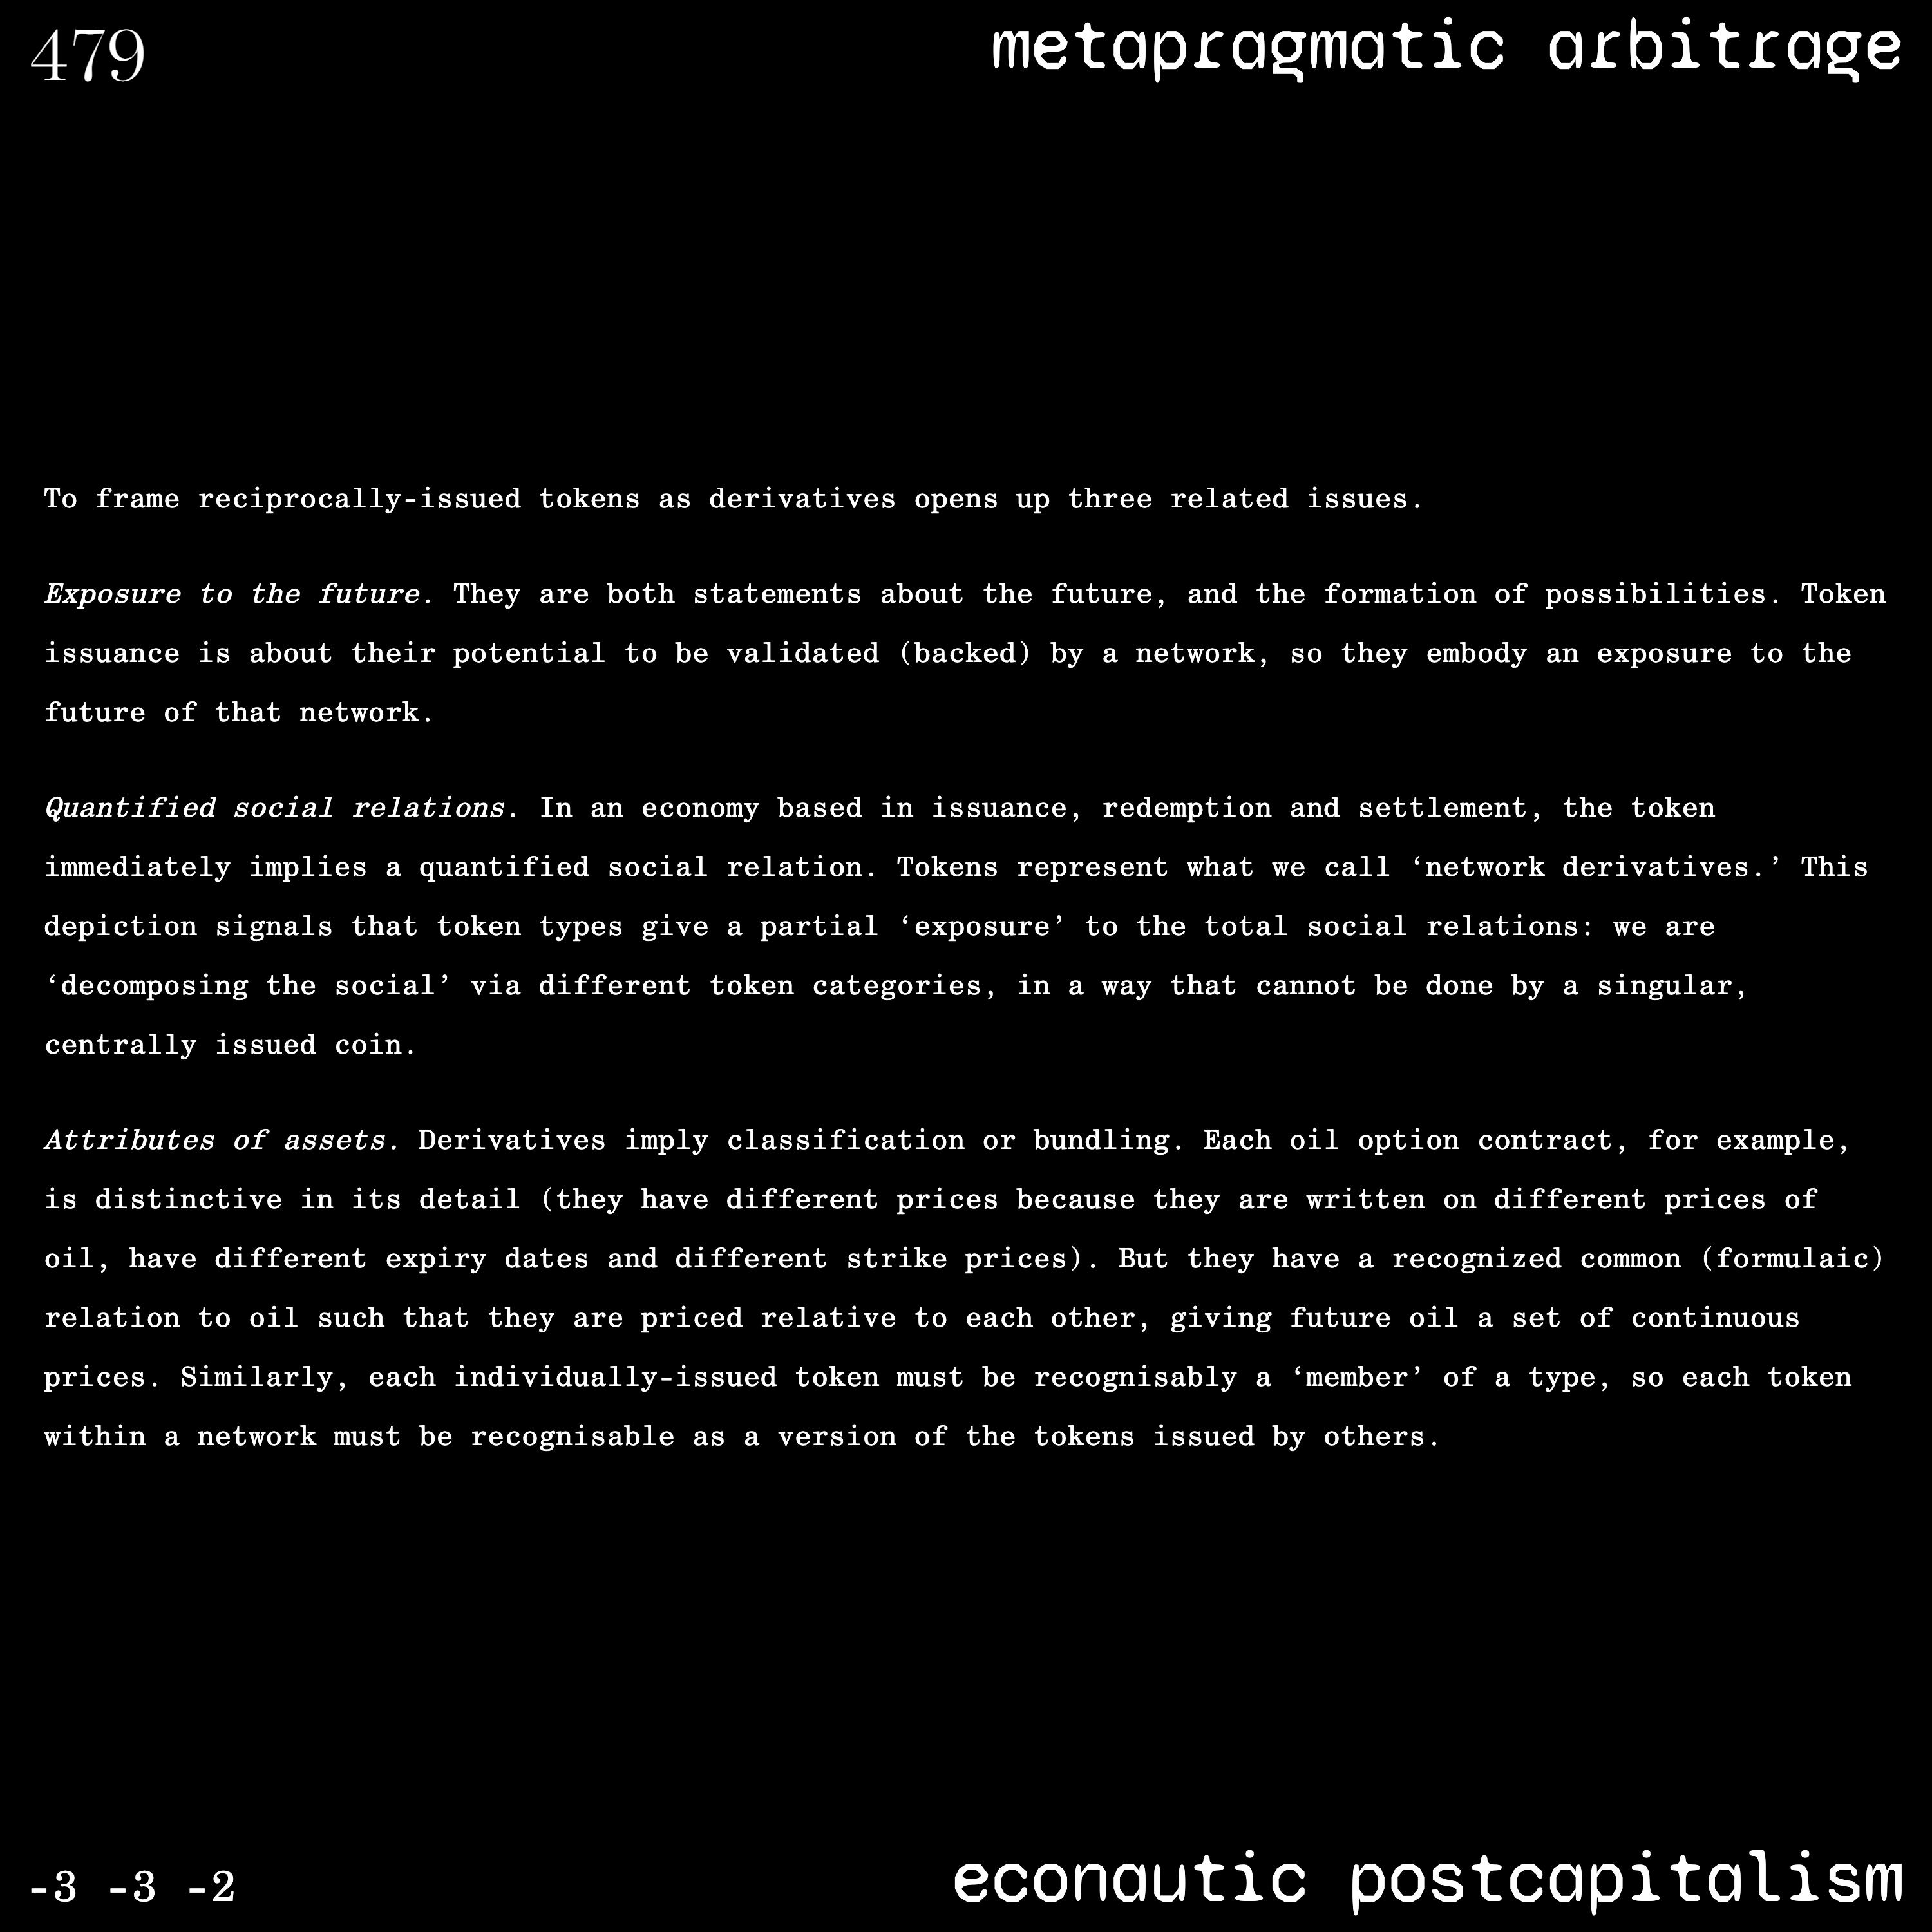 479
metapragmatic arbitrage
To frame reciprocally-issued tokens as derivatives opens up three related issues.
Exposure to the future. They are both statements about the future, and the formation of possibilities. Token
issuance is about their potential to be validated (backed) by a network, so they embody an exposure to the
future of that network.
Quantified social relations. In an economy based in issuance, redemption and settlement, the token
immediately implies a quantified social relation. Tokens represent what we call ‘network derivatives.’ This
depiction signals that token types give a partial ‘exposure’ to the total social relations: we are
‘decomposing the social’ via different token categories, in a way that cannot be done by a singular,
centrally issued coin.
Attributes of assets. Derivatives imply classification or bundling. Each oil option contract, for example,
is distinctive in its detail (they have different prices because they are written on different prices of
oil, have different expiry dates and different strike prices). But they have a recognized common (formulaic)
relation to oil such that they are priced relative to each other, giving future oil a set of continuous
prices. Similarly, each individually-issued token must be recognisably a ‘member’ of a type, so each token
within a network must be recognisable as a version of the tokens issued by others.
-3 -3 -2
econautic postcapitalism